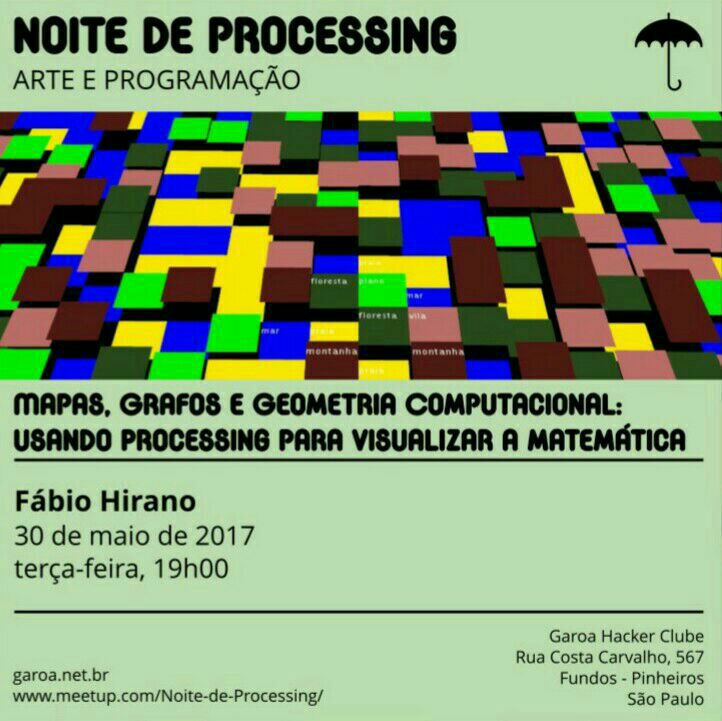 NOITE DE PROCESSING
ARTE E PROGRAMAÇÃO
praia
floresta plano
mar
floresta vila
mar praia
montanha montanha
praia
MAPAS, GRAFOS E GEOMETRIA COMPUTACIONAL:
USANDO PROCESSING PARA VISUALIZAR A MATEMÁTICA
Fábio Hirano
30 de maio de 2017
terça-feira, 19h00
garoa.net.br
www.meetup.com/Noite-de-Processing/
Garoa Hacker Clube
Rua Costa Carvalho, 567
Fundos - Pinheiros
São Paulo